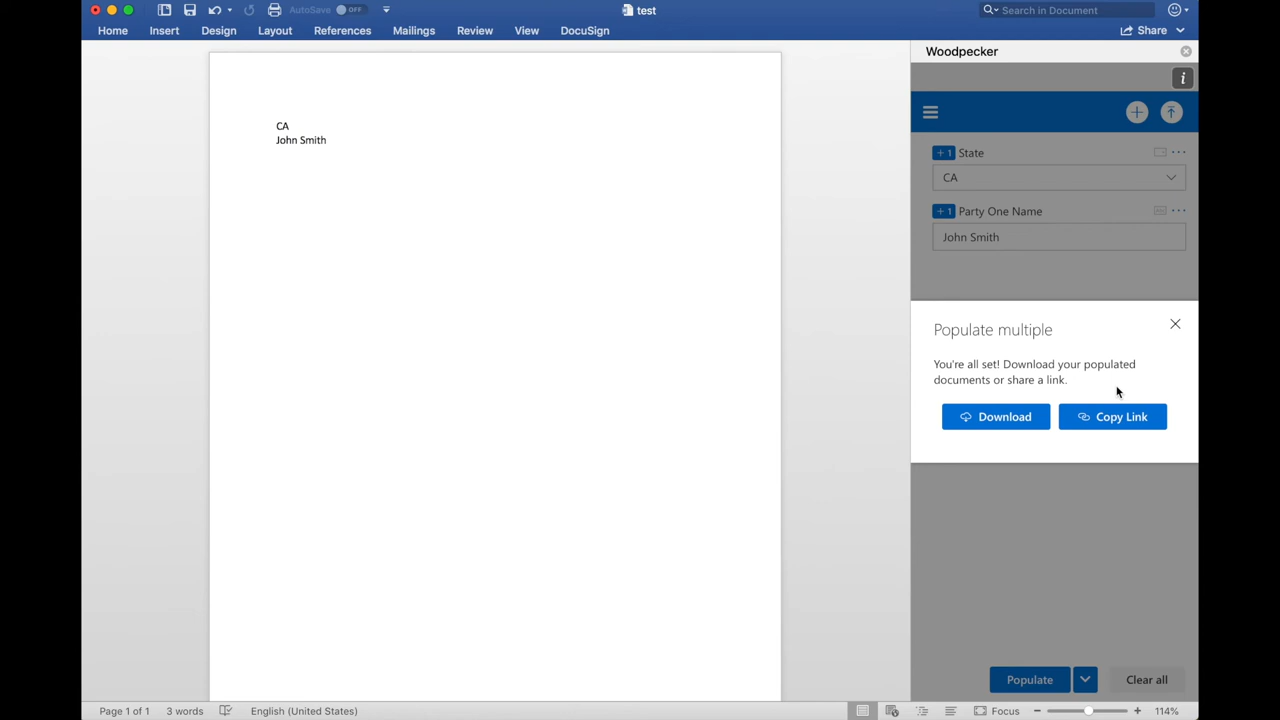 AutoSave OFF
test
Search in Document
Home Insert Design Layout References Mailings Review View DocuSign
Share
Woodpecker
i
+ 1 State
CA
+ 1 Party One Name
John Smith
CA
John Smith
Populate multiple
You're all set! Download your populated
documents or share a link.
Download Copy Link
Populate Clear all
Page 1 of 1 3 words English (United States) Focus 114%